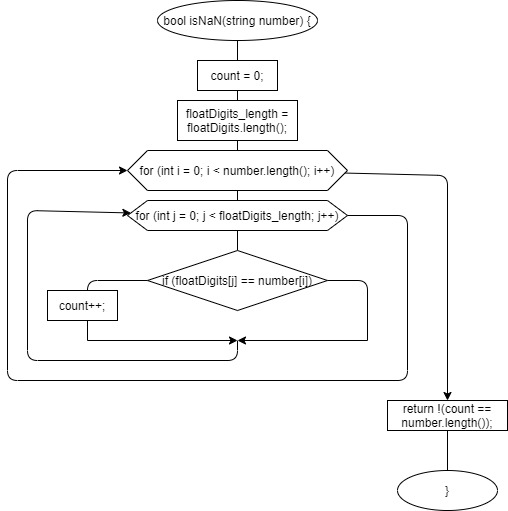 bool isNaN(string number) {
count = 0;
floatDigits_length =
floatDigits.length();
for (int i = 0; i < number.length(); i++)
for (int j = 0; j < floatDigits_length; j++)
if (floatDigits[j] == number[i])
count++;
return !(count ==
number.length());
}